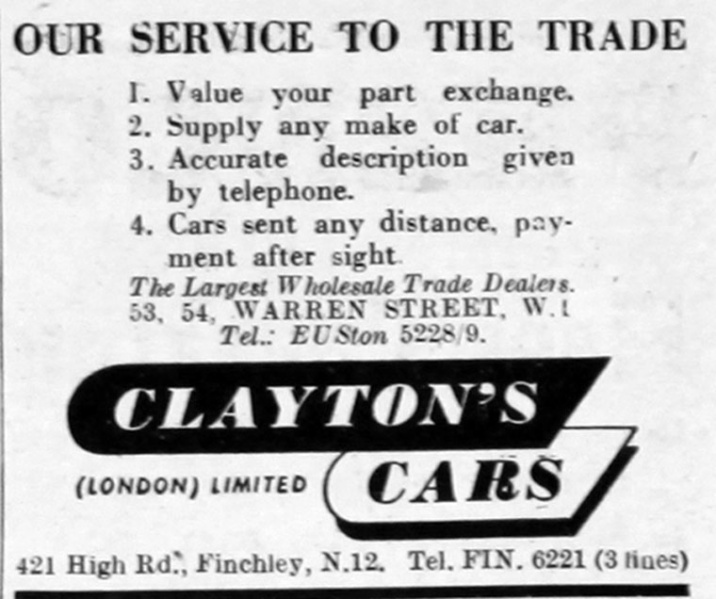 OUR SERVICE TO THE TRADE
1. Value your part exchange.
2. Supply any make of car.
3. Accurate description given
by telephone.
4. Cars sent any distance, pay-
ment after sight.
The Largest Wholesale Trade Dealers.
53, 54, WARREN STREET, W.1
Tel.: EUSton 5228/9.
CLAYTON'S
(LONDON) LIMITED CARS
421 High Rd., Finchley, N.12. Tel. FIN. 6221 (3 lines)